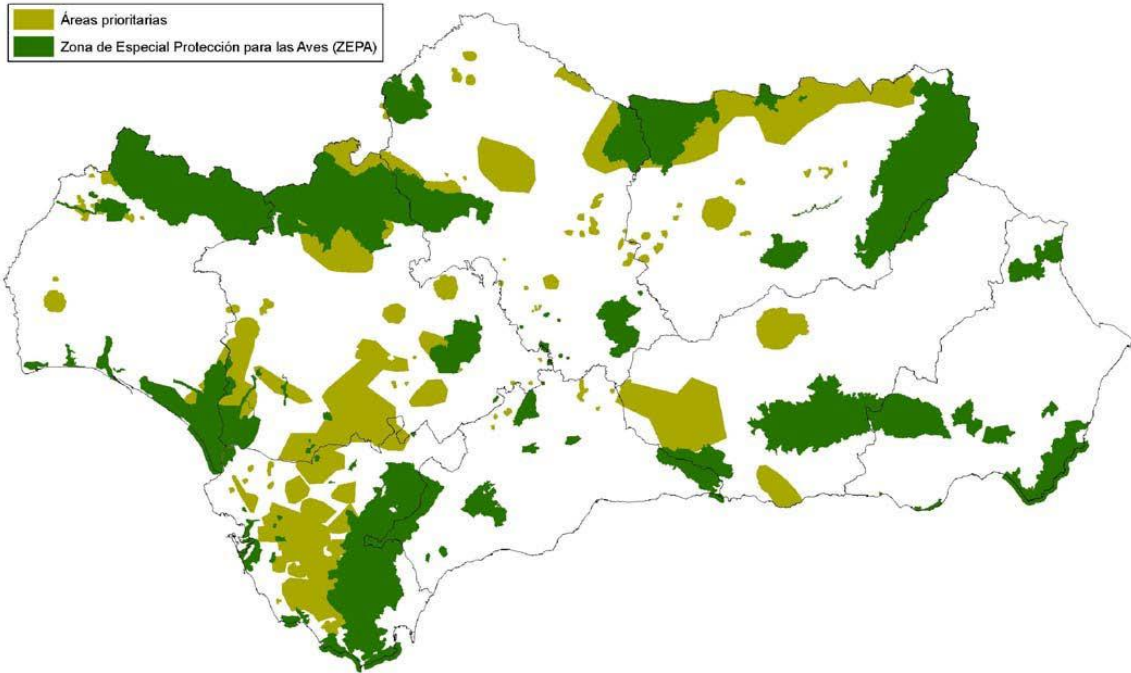 Áreas prioritarias
Zona de Especial Protección para las Aves (ZEPA)